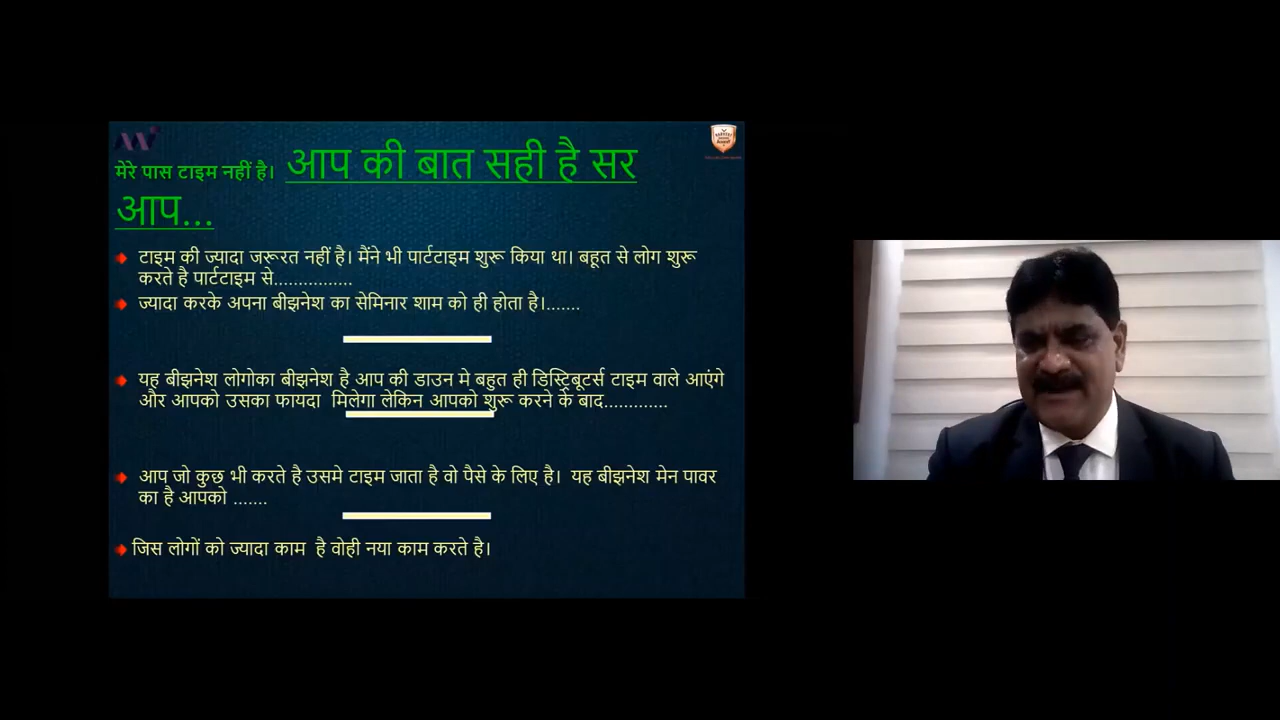 मेरे पास टाइम नहीं है। आप की बात सही है सर
आप...
टाइम की ज्यादा जरूरत नहीं है। मैंने भी पार्टटाइम शुरू किया था। बहूत से लोग शुरू
करते है पार्टटाइम से................
ज्यादा करके अपना बीझनेश का सेमिनार शाम को ही होता है।.......
यह बीझनेश लोगोका बीझनेश है आप की डाउन मे बहुत ही डिस्ट्रिबूटर्स टाइम वाले आएंगे
और आपको उसका फायदा मिलेगा लेकिन आपको शुरू करने के बाद.............
आप जो कुछ भी करते है उसमे टाइम जाता है वो पैसे के लिए है। यह बीझनेश मेन पावर
का है आपको .......
जिस लोगों को ज्यादा काम है वोही नया काम करते है।